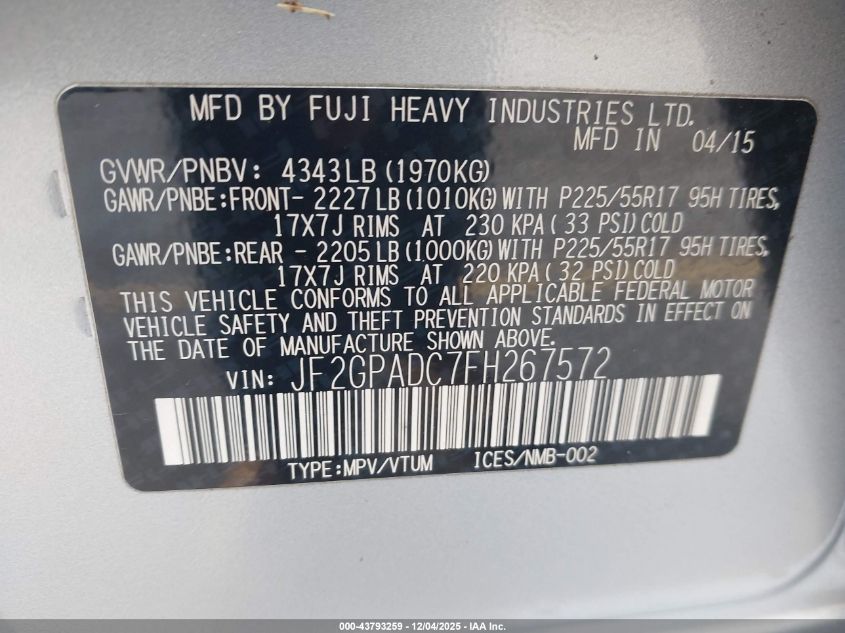 MFD BY FUJI HEAVY INDUSTRIES LTD.
MFD IN 04/15
GVWR/PNBV: 4343LB (1970KG)
GAWR/PNBE:FRONT- 2227LB(1010KG)WITH P225/55R17 95H TIRES,
17X7J RIMS AT 230 KPA( 33 PSI)COLD
GAWR/PNBE:REAR - 2205LB(1000KG)WITH P225/55R17 95H TIRES,
17X7J RIMS AT 220 KPA( 32 PSI)COLD
THIS VEHICLE CONFORMS TO ALL APPLICABLE FEDERAL MOTOR
VEHICLE SAFETY AND THEFT PREVENTION STANDARDS IN EFFECT ON
THE DATE OF MANUFACTURE SHOWN ABOVE.
VIN: JF2GPADC7FH267572
TYPE:MPV/VTUM ICES/NMB-002
000-43793259 - 12/04/2025 - IAA Inc.